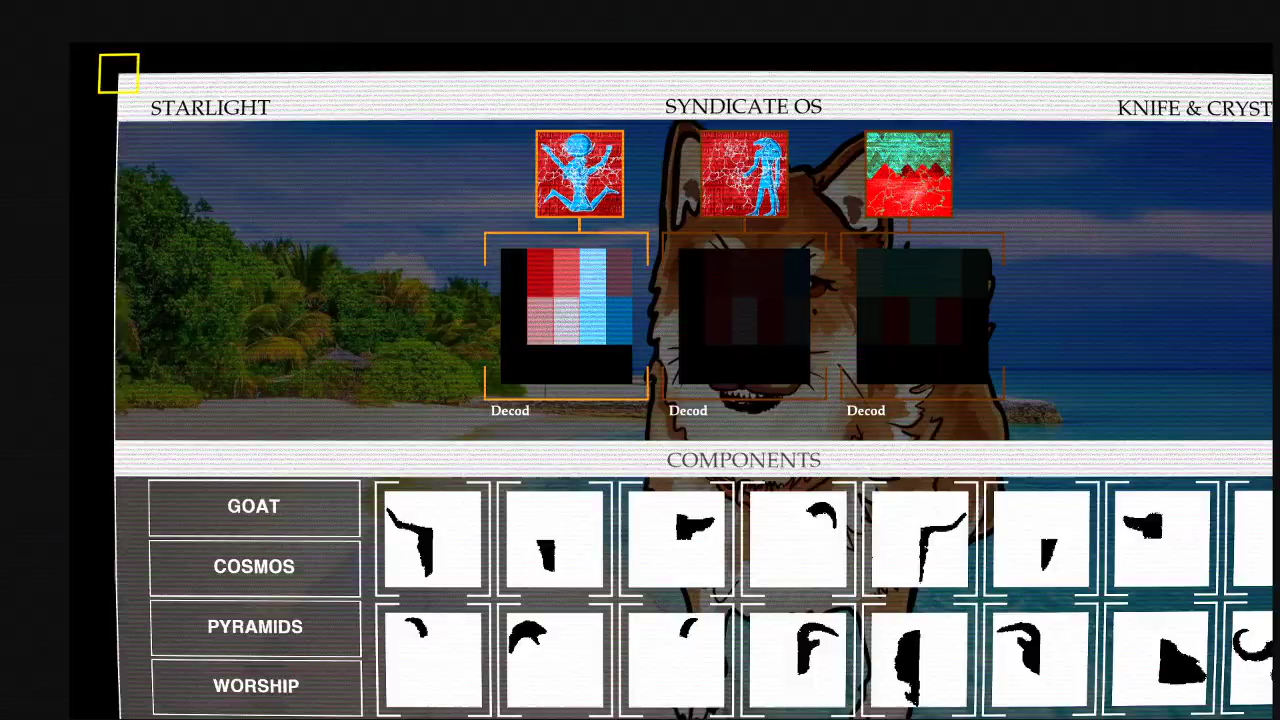 STARLIGHT
SYNDICATE OS
KNIFE & CRYST
Decod
Decod
Decod
COMPONENTS
GOAT
COSMOS
PYRAMIDS
WORSHIP